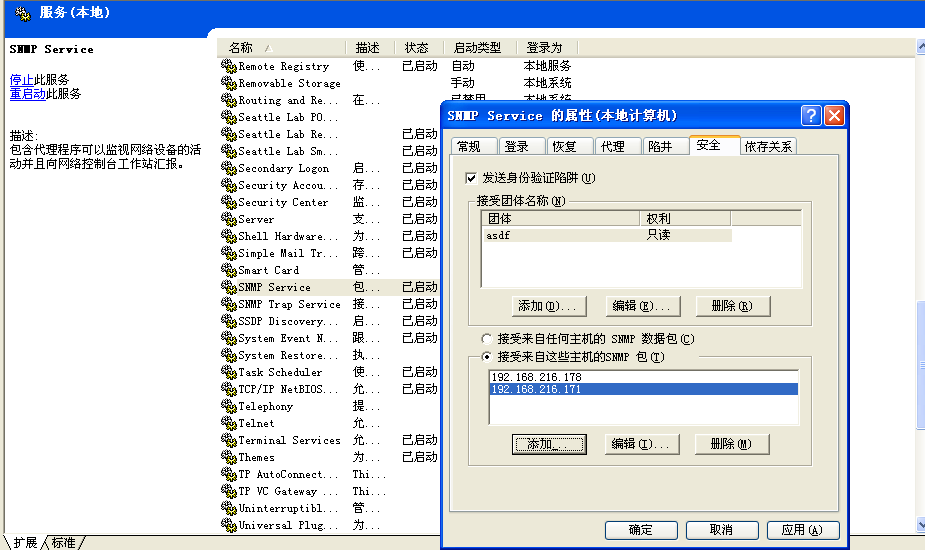 服务(本地)
SNMP Service
停止此服务
重启动此服务
描述:
包含代理程序可以监视网络设备的活
动并且向网络控制台工作站汇报。
名称 描述 状态 启动类型 登录为
Remote Registry 使... 已启动 自动 本地服务
Removable Storage 手动 本地系统
Routing and Re... 在... 已禁用 本地系统
Seattle Lab PO...
Seattle Lab Re... 已启动
Seattle Lab Sm... 已启动
Secondary Logon 启... 已启动
Security Accou... 存... 已启动
Security Center 监... 已启动
Server 支... 已启动
Shell Hardware... 为... 已启动
Simple Mail Tr... 跨... 已启动
Smart Card 管...
SNMP Service 包... 已启动
SNMP Trap Service 接... 已启动
SSDP Discovery... 启... 已启动
System Event N... 跟... 已启动
System Restore... 执...
Task Scheduler 使... 已启动
TCP/IP NetBIOS... 允... 已启动
Telephony 提...
Telnet 允...
Terminal Services 允... 已启动
Themes 为... 已启动
TP AutoConnect... Thi...
TP VC Gateway ... Thi...
Uninterruptibl... 管...
Universal Plug... 为...
扩展 标准
SNMP Service 的属性(本地计算机)
常规 登录 恢复 代理 陷井 安全 依存关系
发送身份验证陷阱(U)
接受团体名称(N)
团体 权利
asdf 只读
添加(D)... 编辑(E)... 删除(R)
接受来自任何主机的 SNMP 数据包(C)
接受来自这些主机的SNMP 包(T)
192.168.216.178
192.168.216.171
添加... 编辑(I)... 删除(M)
确定 取消 应用(A)